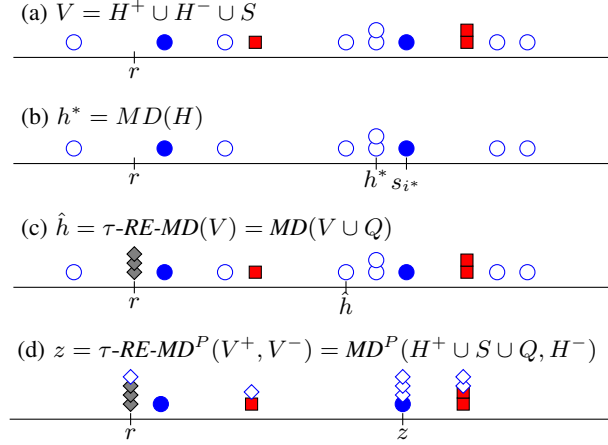 (a) V = H⁺ ∪ H⁻ ∪ S
r
(b) h* = MD(H)
r h* s_{i*}
(c) ĥ = τ-RE-MD(V) = MD(V ∪ Q)
r ĥ
(d) z = τ-RE-MD^P(V⁺, V⁻) = MD^P(H⁺ ∪ S ∪ Q, H⁻)
r z